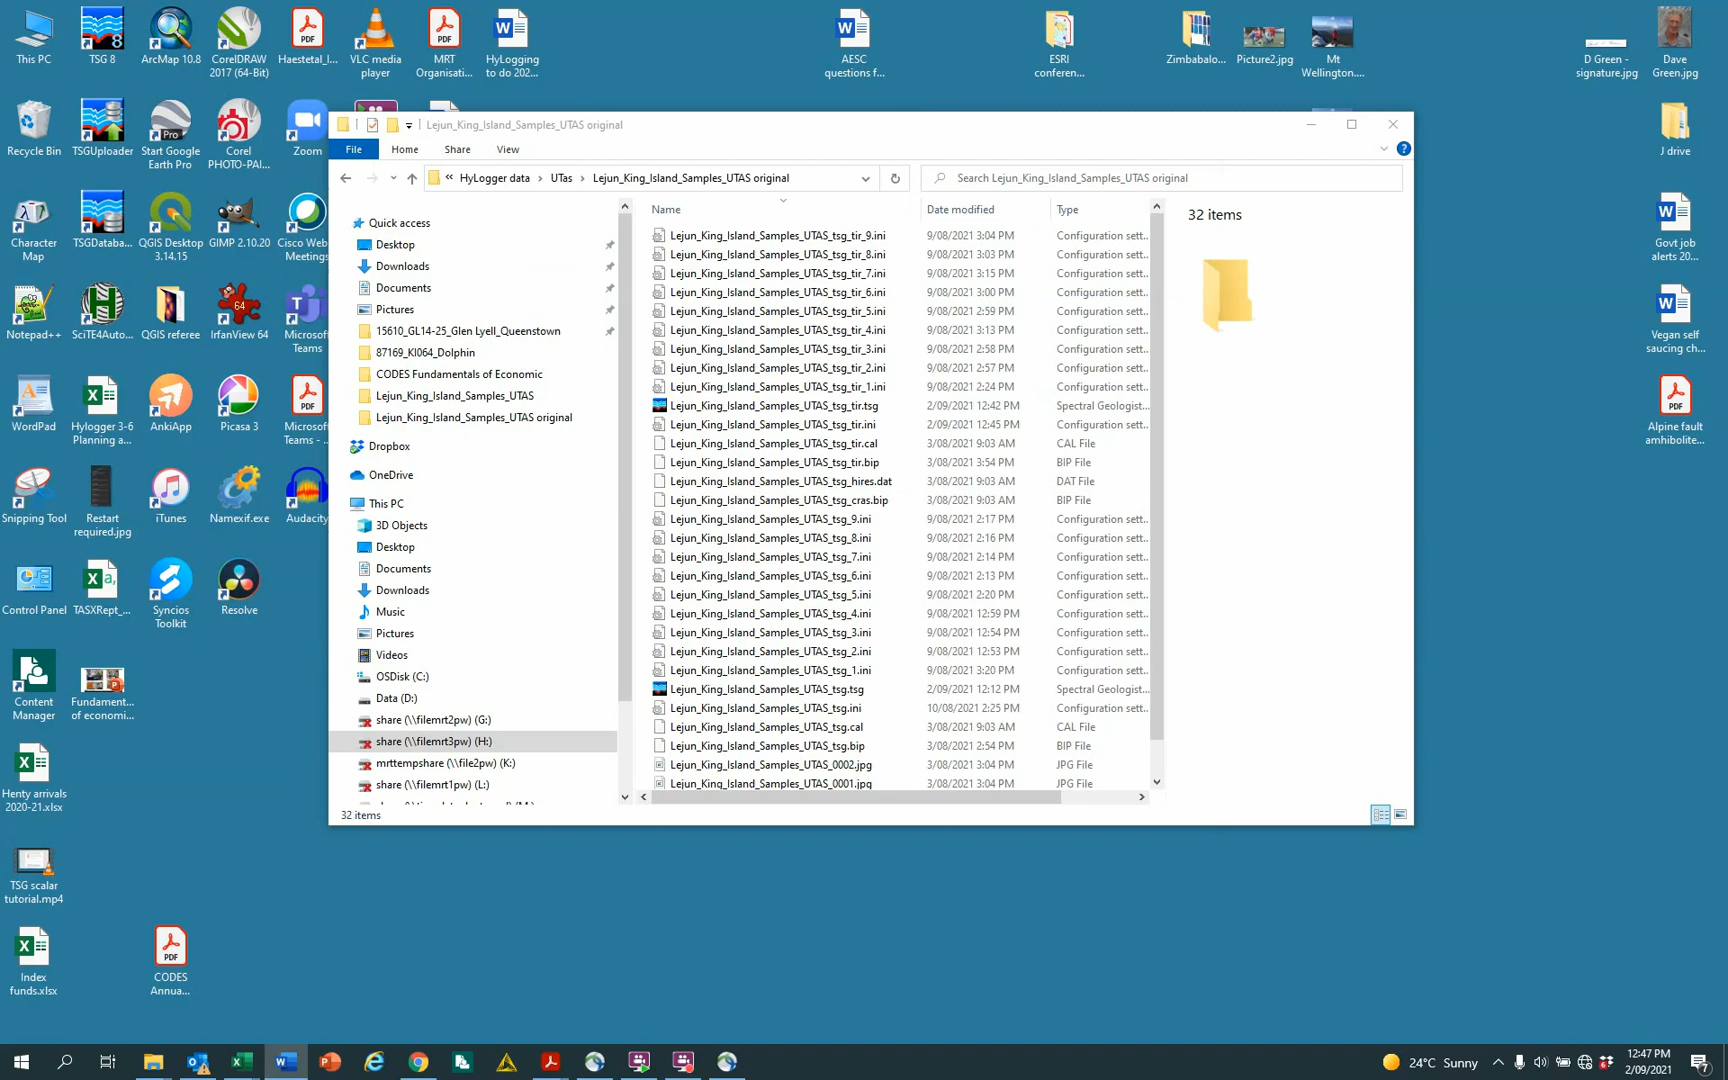 This PC
TSG 8
ArcMap 10.8
CorelDRAW
2017 (64-Bit)
Haestetal_l...
VLC media
player
MRT
Organisati...
HyLogging
to do 202...
AESC
questions f...
ESRI
conferen...
Zimbabalo...
Picture2.jpg
Mt
Wellington....
D Green -
signature.jpg
Dave
Green.jpg
Recycle Bin
TSGUploader
Start Google
Earth Pro
Corel
PHOTO-PAI...
Zoom
J drive
Character
Map
TSGDataba...
QGIS Desktop
3.14.15
GIMP 2.10.20
Cisco Web
Meetings
Govt job
alerts 20...
Notepad++
SciTE4Auto...
QGIS referee
IrfanView 64
Microsoft
Teams
Vegan self
saucing ch...
WordPad
Hylogger 3-6
Planning a...
AnkiApp
Picasa 3
Microsoft
Teams - ...
Alpine fault
amhibolite...
Snipping Tool
Restart
required.jpg
iTunes
Namexif.exe
Audacity
Control Panel
TASXRept_...
Syncios
Toolkit
Resolve
Content
Manager
Fundament...
of economi...
Henty arrivals
2020-21.xlsx
TSG scalar
tutorial.mp4
Index
funds.xlsx
CODES
Annua...
Lejun_King_Island_Samples_UTAS original
File Home Share View
« HyLogger data › UTas › Lejun_King_Island_Samples_UTAS original
Search Lejun_King_Island_Samples_UTAS original
Quick access
Desktop
Downloads
Documents
Pictures
15610_GL14-25_Glen Lyell_Queenstown
87169_KI064_Dolphin
CODES Fundamentals of Economic
Lejun_King_Island_Samples_UTAS
Lejun_King_Island_Samples_UTAS original
Dropbox
OneDrive
This PC
3D Objects
Desktop
Documents
Downloads
Music
Pictures
Videos
OSDisk (C:)
Data (D:)
share (\\filemrt2pw) (G:)
share (\\filemrt3pw) (H:)
mrttempshare (\\file2pw) (K:)
share (\\filemrt1pw) (L:)
Name Date modified Type
Lejun_King_Island_Samples_UTAS_tsg_tir_9.ini 9/08/2021 3:04 PM Configuration sett...
Lejun_King_Island_Samples_UTAS_tsg_tir_8.ini 9/08/2021 3:03 PM Configuration sett...
Lejun_King_Island_Samples_UTAS_tsg_tir_7.ini 9/08/2021 3:15 PM Configuration sett...
Lejun_King_Island_Samples_UTAS_tsg_tir_6.ini 9/08/2021 3:00 PM Configuration sett...
Lejun_King_Island_Samples_UTAS_tsg_tir_5.ini 9/08/2021 2:59 PM Configuration sett...
Lejun_King_Island_Samples_UTAS_tsg_tir_4.ini 9/08/2021 3:13 PM Configuration sett...
Lejun_King_Island_Samples_UTAS_tsg_tir_3.ini 9/08/2021 2:58 PM Configuration sett...
Lejun_King_Island_Samples_UTAS_tsg_tir_2.ini 9/08/2021 2:57 PM Configuration sett...
Lejun_King_Island_Samples_UTAS_tsg_tir_1.ini 9/08/2021 2:24 PM Configuration sett...
Lejun_King_Island_Samples_UTAS_tsg_tir.tsg 2/09/2021 12:42 PM Spectral Geologist...
Lejun_King_Island_Samples_UTAS_tsg_tir.ini 2/09/2021 12:45 PM Configuration sett...
Lejun_King_Island_Samples_UTAS_tsg_tir.cal 3/08/2021 9:03 AM CAL File
Lejun_King_Island_Samples_UTAS_tsg_tir.bip 3/08/2021 3:54 PM BIP File
Lejun_King_Island_Samples_UTAS_tsg_hires.dat 3/08/2021 9:03 AM DAT File
Lejun_King_Island_Samples_UTAS_tsg_cras.bip 3/08/2021 9:03 AM BIP File
Lejun_King_Island_Samples_UTAS_tsg_9.ini 9/08/2021 2:17 PM Configuration sett...
Lejun_King_Island_Samples_UTAS_tsg_8.ini 9/08/2021 2:16 PM Configuration sett...
Lejun_King_Island_Samples_UTAS_tsg_7.ini 9/08/2021 2:14 PM Configuration sett...
Lejun_King_Island_Samples_UTAS_tsg_6.ini 9/08/2021 2:13 PM Configuration sett...
Lejun_King_Island_Samples_UTAS_tsg_5.ini 9/08/2021 2:20 PM Configuration sett...
Lejun_King_Island_Samples_UTAS_tsg_4.ini 9/08/2021 12:59 PM Configuration sett...
Lejun_King_Island_Samples_UTAS_tsg_3.ini 9/08/2021 12:54 PM Configuration sett...
Lejun_King_Island_Samples_UTAS_tsg_2.ini 9/08/2021 12:53 PM Configuration sett...
Lejun_King_Island_Samples_UTAS_tsg_1.ini 9/08/2021 3:20 PM Configuration sett...
Lejun_King_Island_Samples_UTAS_tsg.tsg 2/09/2021 12:12 PM Spectral Geologist...
Lejun_King_Island_Samples_UTAS_tsg.ini 10/08/2021 2:25 PM Configuration sett...
Lejun_King_Island_Samples_UTAS_tsg.cal 3/08/2021 9:03 AM CAL File
Lejun_King_Island_Samples_UTAS_tsg.bip 3/08/2021 2:54 PM BIP File
Lejun_King_Island_Samples_UTAS_0002.jpg 3/08/2021 3:04 PM JPG File
Lejun_King_Island_Samples_UTAS_0001.jpg 3/08/2021 3:04 PM JPG File
32 items
32 items
24°C Sunny
12:47 PM
2/09/2021
7